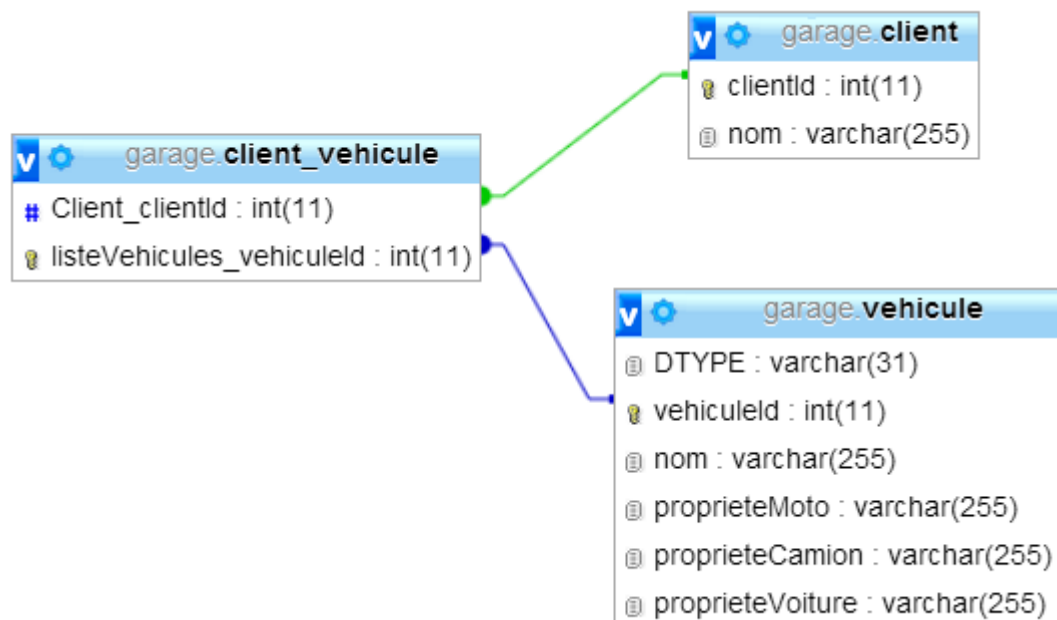 garage.client
clientId : int(11)
nom : varchar(255)
garage.client_vehicule
# Client_clientId : int(11)
listeVehicules_vehiculeId : int(11)
garage.vehicule
DTYPE : varchar(31)
vehiculeId : int(11)
nom : varchar(255)
proprieteMoto : varchar(255)
proprieteCamion : varchar(255)
proprieteVoiture : varchar(255)